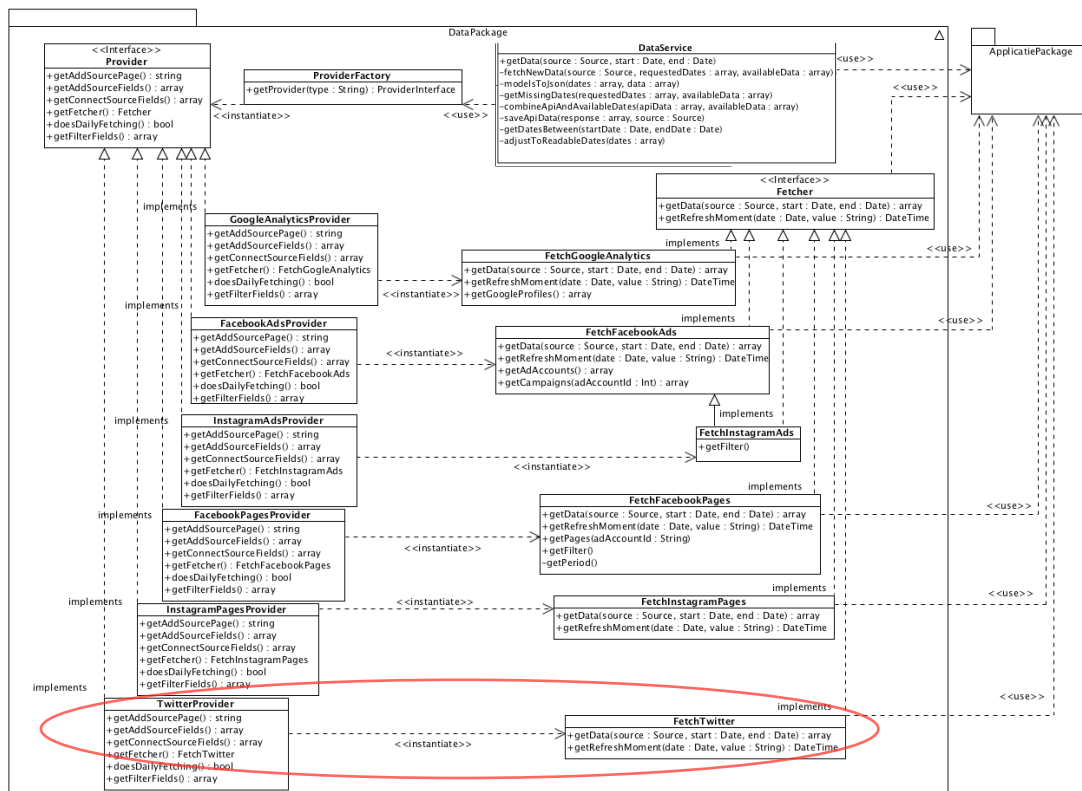 DataPackage
<<Interface>>
Provider
+getAddSourcePage() : string
+getAddSourceFields() : array
+getConnectSourceFields() : array
+getFetcher() : Fetcher
+doesDailyFetching() : bool
+getFilterFields() : array
ProviderFactory
+getProvider(type : String) : ProviderInterface
<<instantiate>>
<<use>>
DataService
+getData(source : Source, start : Date, end : Date)
-fetchNewData(source : Source, requestedDates : array, availableData : array)
-modelsToJson(dates : array, data : array)
-getMissingDates(requestedDates : array, availableData : array)
-combineApiAndAvailableDates(apiData : array, availableData : array)
-saveApiData(response : array, source : Source)
-getDatesBetween(startDate : Date, endDate : Date)
-adjustToReadableDates(dates : array)
<use>>
<<use>>
ApplicatiePackage
<<Interface>>
Fetcher
+getData(source : Source, start : Date, end : Date) : array
+getRefreshMoment(date : Date, value : String) : DateTime
implements
GoogleAnalyticsProvider
+getAddSourcePage() : string
+getAddSourceFields() : array
+getConnectSourceFields() : array
+getFetcher() : FetchGogleAnalytics
+doesDailyFetching() : bool
+getFilterFields() : array
<<instantiate>>
implements
FetchGoogleAnalytics
+getData(source : Source, start : Date, end : Date) : array
+getRefreshMoment(date : Date, value : String) : DateTime
+getGoogleProfiles() : array
<<use>>
implements
FacebookAdsProvider
+getAddSourcePage() : string
+getAddSourceFields() : array
+getConnectSourceFields() : array
+getFetcher() : FetchFacebookAds
+doesDailyFetching() : bool
+getFilterFields() : array
<<instantiate>>
implements
FetchFacebookAds
+getData(source : Source, start : Date, end : Date) : array
+getRefreshMoment(date : Date, value : String) : DateTime
+getAdAccounts() : array
+getCampaigns(adAccountId : Int) : array
<<use>>
implements
InstagramAdsProvider
+getAddSourcePage() : string
+getAddSourceFields() : array
+getConnectSourceFields() : array
+getFetcher() : FetchInstagramAds
+doesDailyFetching() : bool
+getFilterFields() : array
<<instantiate>>
implements
FetchInstagramAds
+getFilter()
implements
FacebookPagesProvider
+getAddSourcePage() : string
+getAddSourceFields() : array
+getConnectSourceFields() : array
+getFetcher() : FetchFacebookPages
+doesDailyFetching() : bool
+getFilterFields() : array
<<instantiate>>
implements
FetchFacebookPages
+getData(source : Source, start : Date, end : Date) : array
+getRefreshMoment(date : Date, value : String) : DateTime
+getPages(adAccountId : String)
+getFilter()
-getPeriod()
<<use>>
implements
InstagramPagesProvider
+getAddSourcePage() : string
+getAddSourceFields() : array
+getConnectSourceFields() : array
+getFetcher() : FetchInstagramPages
+doesDailyFetching() : bool
+getFilterFields() : array
<<instantiate>>
implements
FetchInstagramPages
+getData(source : Source, start : Date, end : Date) : array
+getRefreshMoment(date : Date, value : String) : DateTime
<<use>>
implements
TwitterProvider
+getAddSourcePage() : string
+getAddSourceFields() : array
+getConnectSourceFields() : array
+getFetcher() : FetchTwitter
+doesDailyFetching() : bool
+getFilterFields() : array
<<instantiate>>
implements
FetchTwitter
+getData(source : Source, start : Date, end : Date) : array
+getRefreshMoment(date : Date, value : String) : DateTime
<<use>>